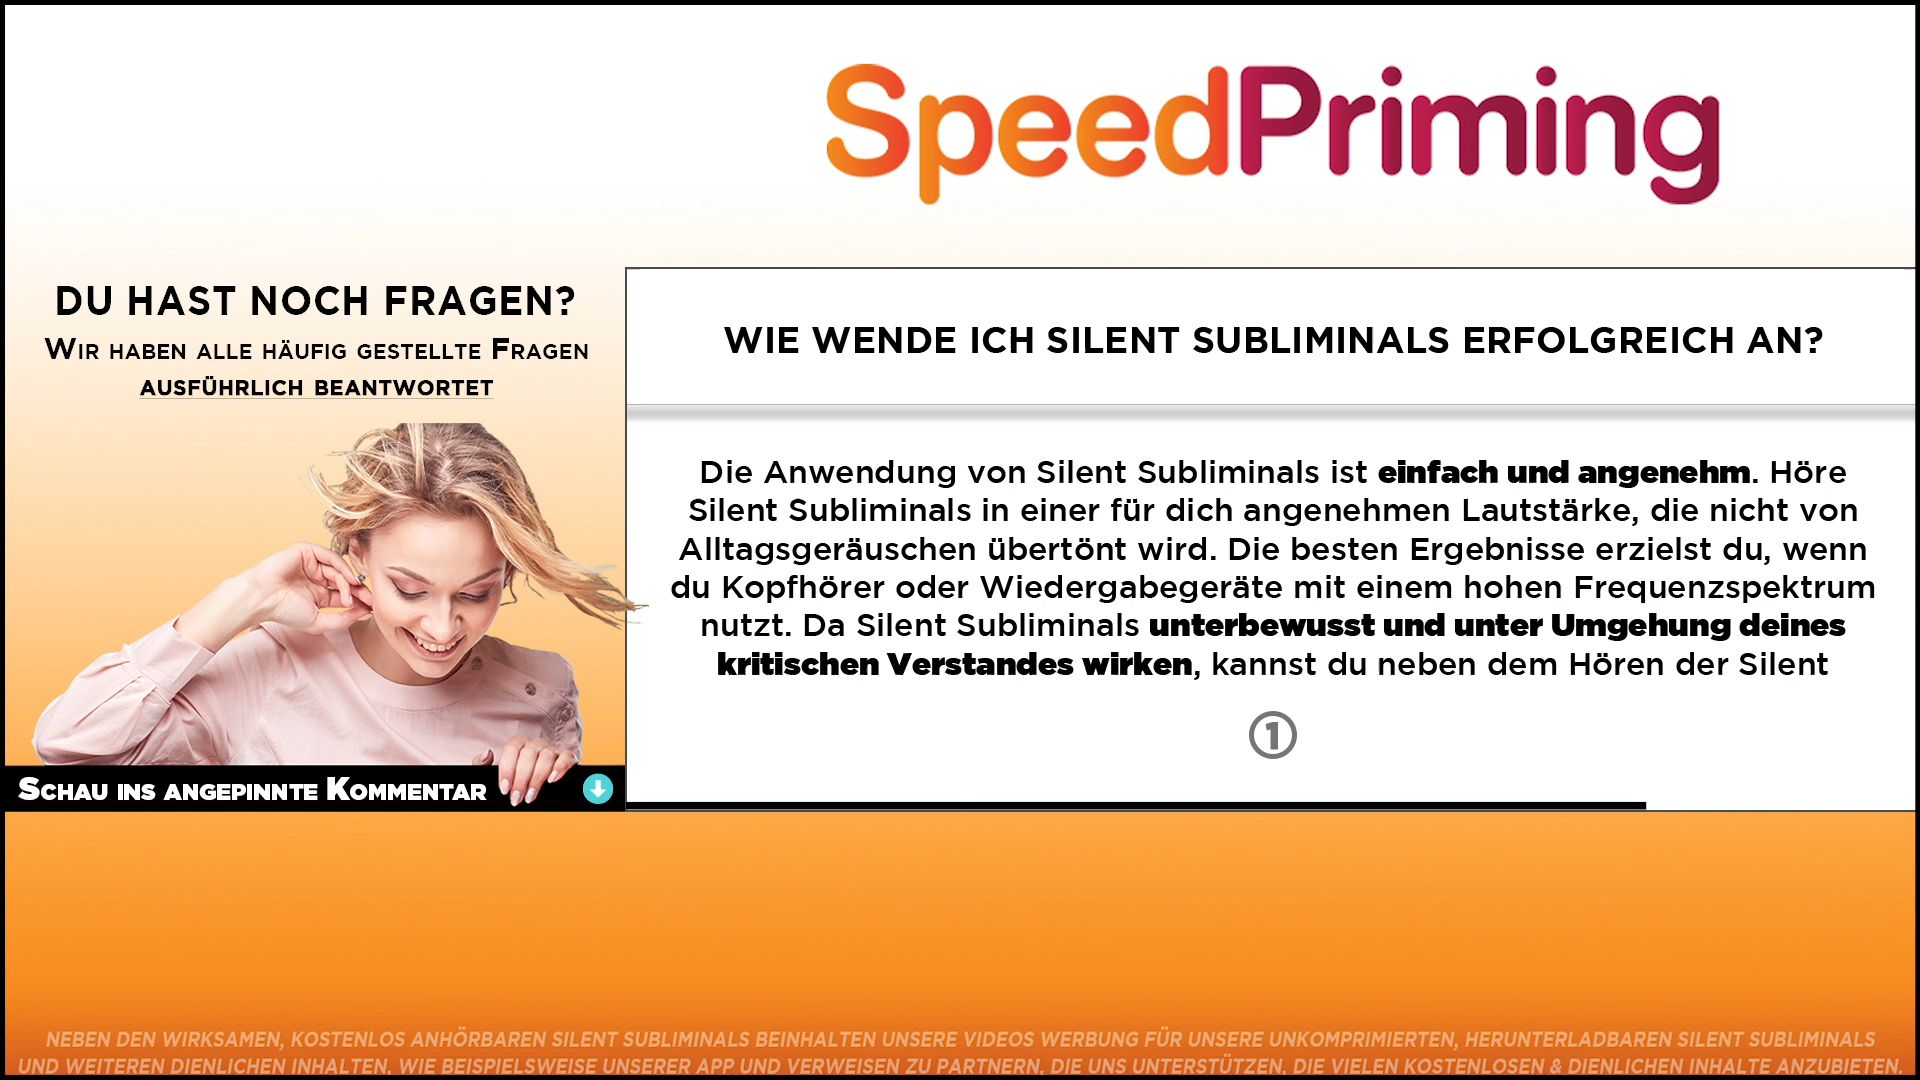 SpeedPriming
DU HAST NOCH FRAGEN?
WIR HABEN ALLE HÄUFIG GESTELLTE FRAGEN
AUSFÜHRLICH BEANTWORTET
SCHAU INS ANGEPINNTE KOMMENTAR
WIE WENDE ICH SILENT SUBLIMINALS ERFOLGREICH AN?
Die Anwendung von Silent Subliminals ist einfach und angenehm. Höre
Silent Subliminals in einer für dich angenehmen Lautstärke, die nicht von
Alltagsgeräuschen übertönt wird. Die besten Ergebnisse erzielst du, wenn
du Kopfhörer oder Wiedergabegeräte mit einem hohen Frequenzspektrum
nutzt. Da Silent Subliminals unterbewusst und unter Umgehung deines
kritischen Verstandes wirken, kannst du neben dem Hören der Silent
1
NEBEN DEN WIRKSAMEN, KOSTENLOS ANHÖRBAREN SILENT SUBLIMINALS BEINHALTEN UNSERE VIDEOS WERBUNG FÜR UNSERE UNKOMPRIMIERTEN, HERUNTERLADBAREN SILENT SUBLIMINALS
UND WEITEREN DIENLICHEN INHALTEN, WIE BEISPIELSWEISE UNSERER APP UND VERWEISEN ZU PARTNERN, DIE UNS UNTERSTÜTZEN, DIE VIELEN KOSTENLOSEN & DIENLICHEN INHALTE ANZUBIETEN.